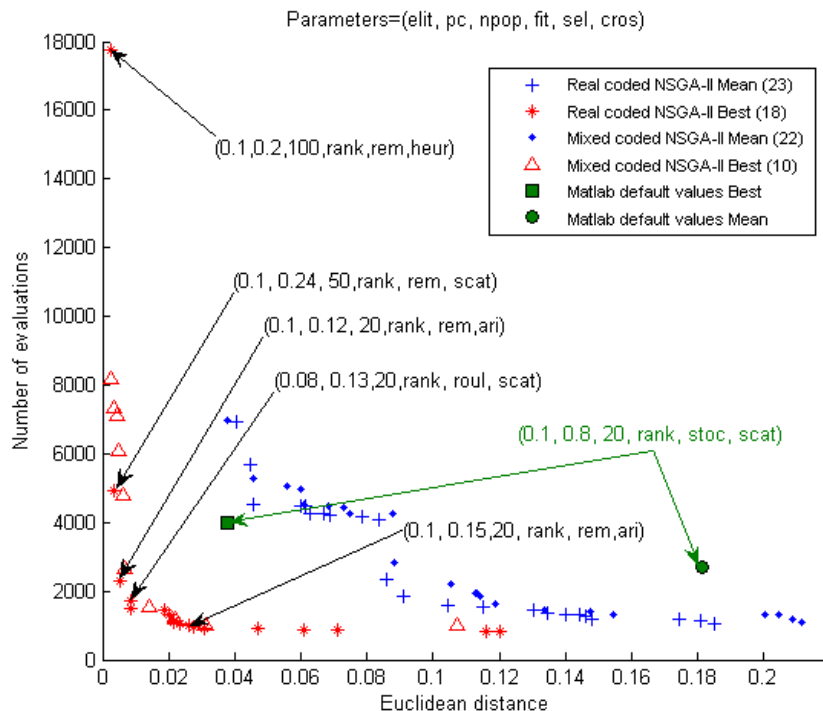 Parameters=(elit, pc, npop, fit, sel, cros)
18000
16000
14000
12000
10000
8000
6000
4000
2000
0
Number of evaluations
Real coded NSGA-II Mean (23)
Real coded NSGA-II Best (18)
Mixed coded NSGA-II Mean (22)
Mixed coded NSGA-II Best (10)
Matlab default values Best
Matlab default values Mean
(0.1,0.2,100,rank,rem,heur)
(0.1, 0.24, 50,rank, rem, scat)
(0.1, 0.12, 20,rank, rem,ari)
(0.08, 0.13,20,rank, roul, scat)
(0.1, 0.8, 20, rank, stoc, scat)
(0.1, 0.15,20, rank, rem,ari)
0 0.02 0.04 0.06 0.08 0.1 0.12 0.14 0.16 0.18 0.2
Euclidean distance